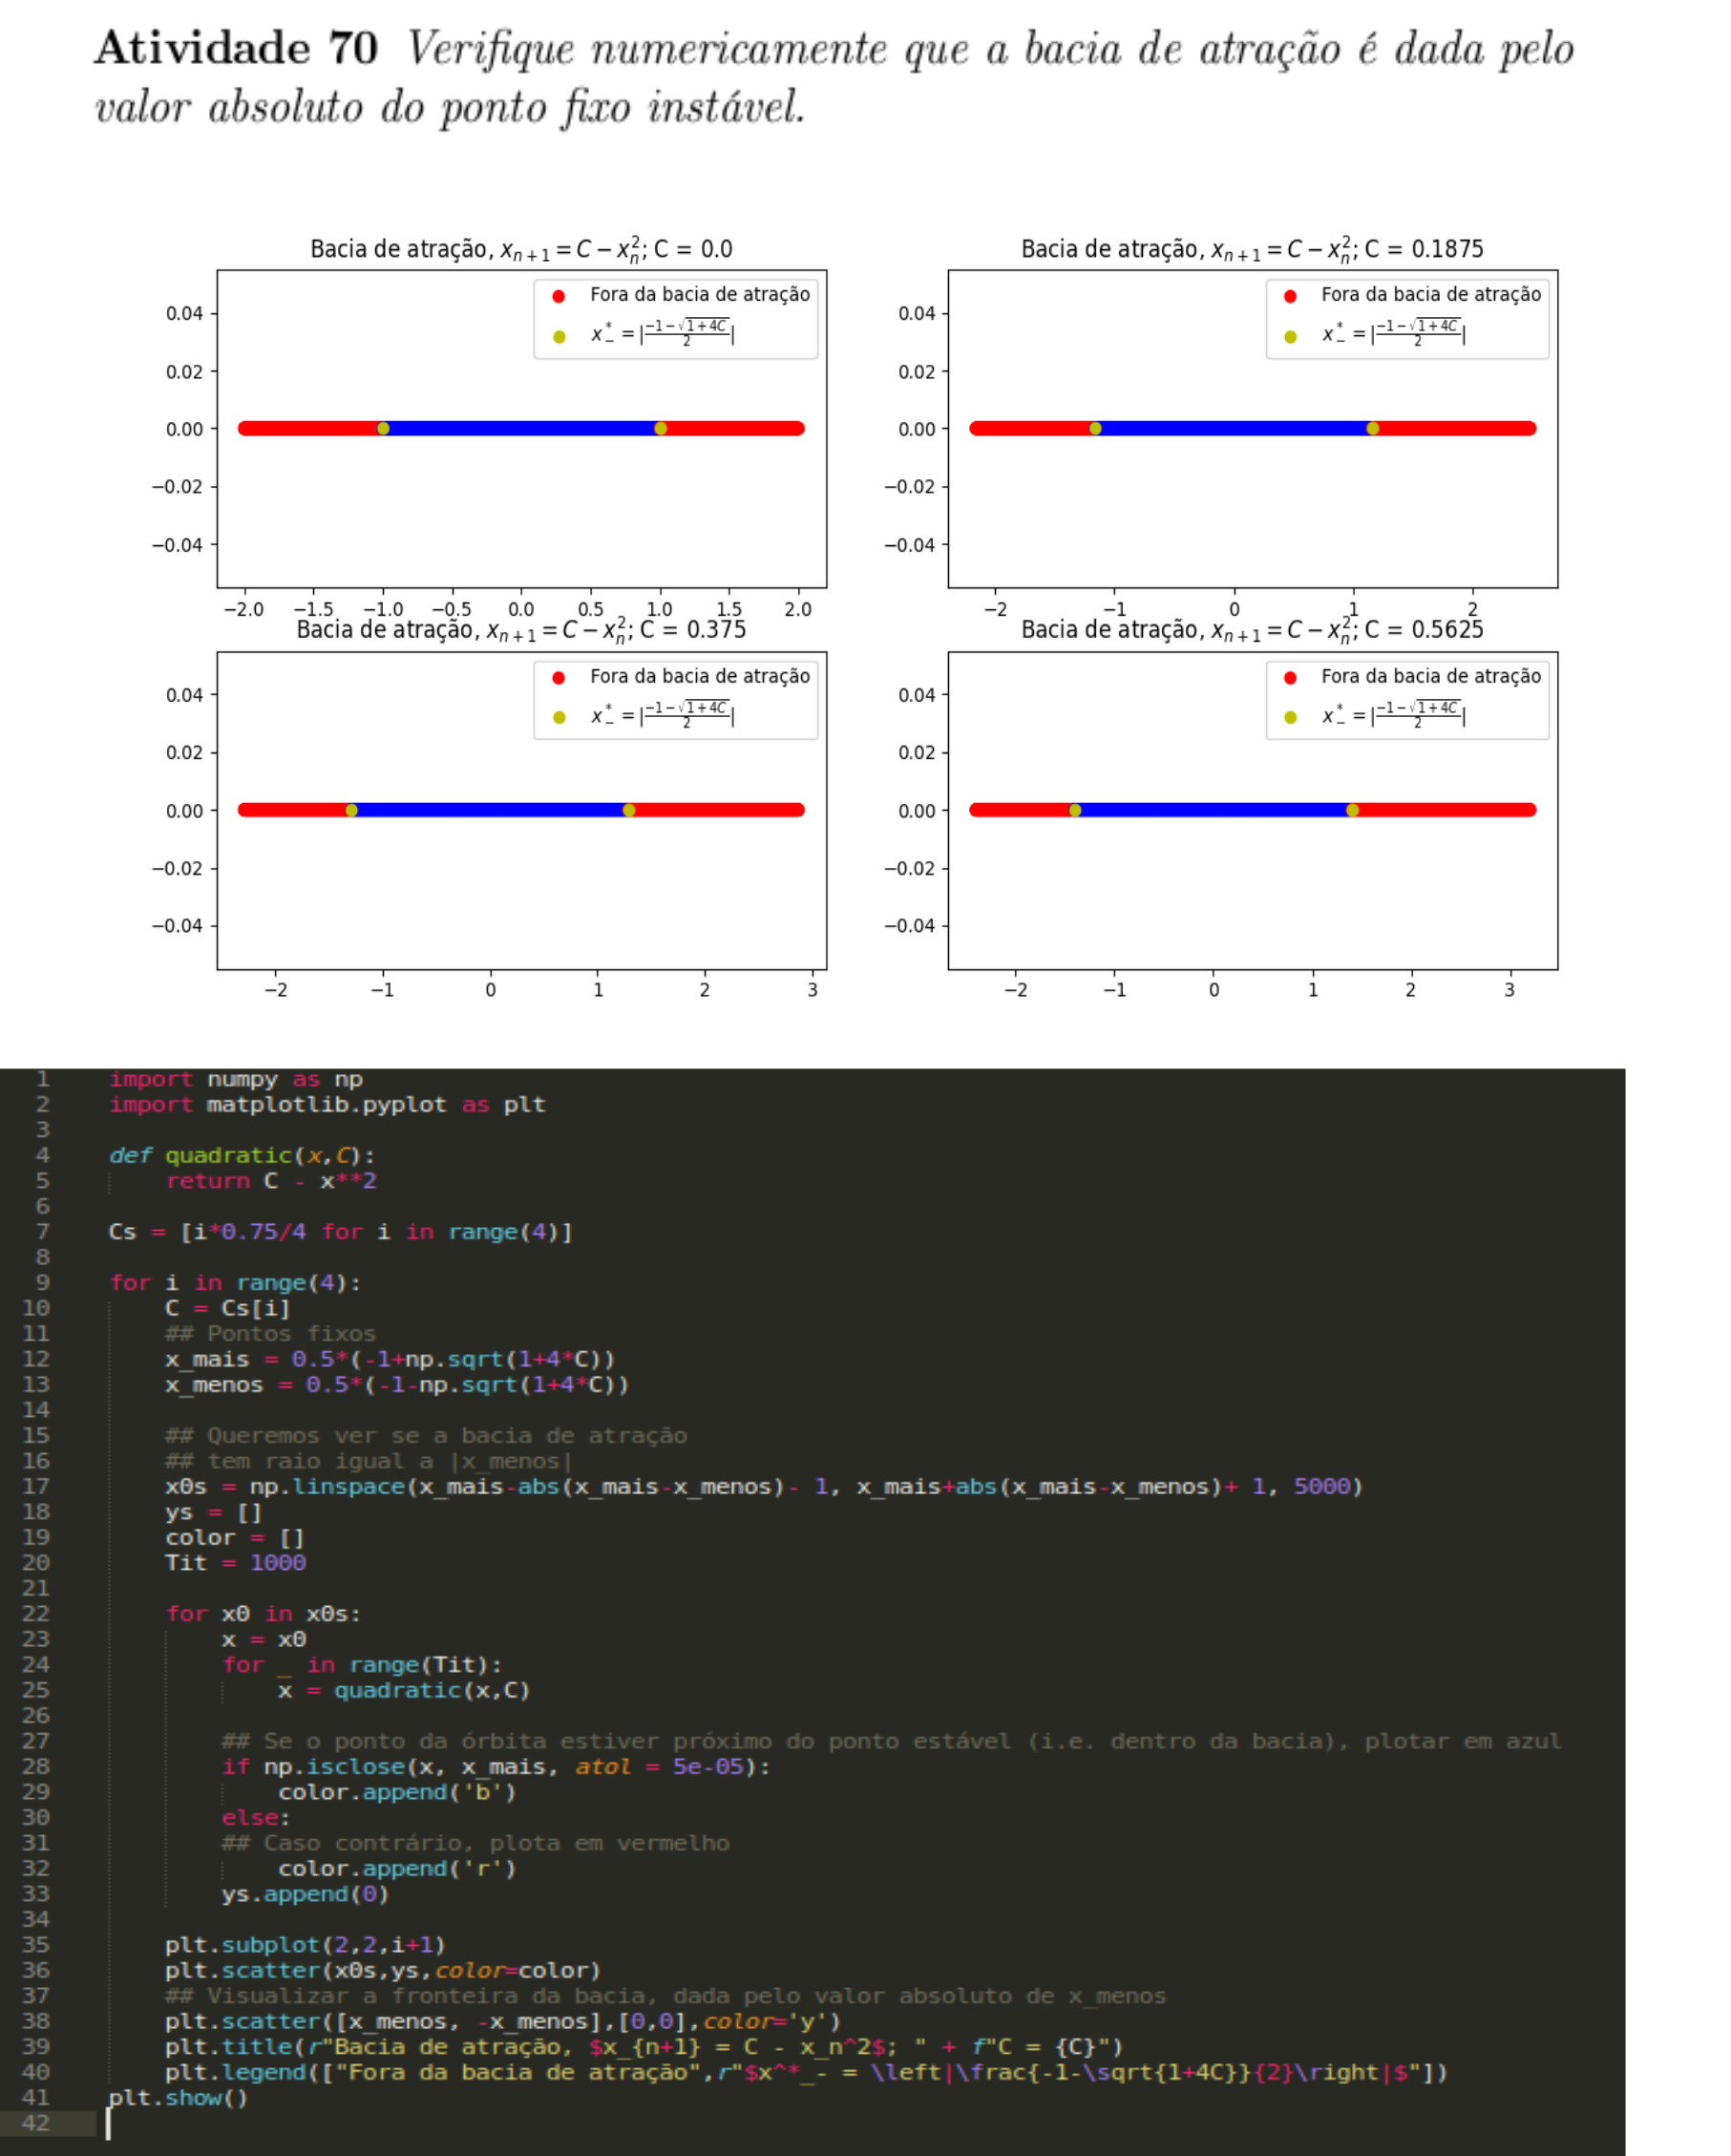 Atividade 70 Verifique numericamente que a bacia de atração é dada pelo
valor absoluto do ponto fixo instável.
Bacia de atração, $x_{n+1} = C - x_n^2$; C = 0.0
Fora da bacia de atração
$x^*_- = |\frac{-1-\sqrt{1+4C}}{2}|$
0.04
0.02
0.00
−0.02
−0.04
−2.0 −1.5 −1.0 −0.5 0.0 0.5 1.0 1.5 2.0
Bacia de atração, $x_{n+1} = C - x_n^2$; C = 0.1875
Fora da bacia de atração
$x^*_- = |\frac{-1-\sqrt{1+4C}}{2}|$
0.04
0.02
0.00
−0.02
−0.04
−2 −1 0 1 2
Bacia de atração, $x_{n+1} = C - x_n^2$; C = 0.375
Fora da bacia de atração
$x^*_- = |\frac{-1-\sqrt{1+4C}}{2}|$
0.04
0.02
0.00
−0.02
−0.04
−2 −1 0 1 2 3
Bacia de atração, $x_{n+1} = C - x_n^2$; C = 0.5625
Fora da bacia de atração
$x^*_- = |\frac{-1-\sqrt{1+4C}}{2}|$
0.04
0.02
0.00
−0.02
−0.04
−2 −1 0 1 2 3
1 import numpy as np
2 import matplotlib.pyplot as plt
3
4 def quadratic(x,C):
5     return C - x**2
6
7 Cs = [i*0.75/4 for i in range(4)]
8
9 for i in range(4):
10     C = Cs[i]
11     ## Pontos fixos
12     x_mais = 0.5*(-1+np.sqrt(1+4*C))
13     x_menos = 0.5*(-1-np.sqrt(1+4*C))
14
15     ## Queremos ver se a bacia de atração
16     ## tem raio igual a |x_menos|
17     x0s = np.linspace(x_mais-abs(x_mais-x_menos)- 1, x_mais+abs(x_mais-x_menos)+ 1, 5000)
18     ys = []
19     color = []
20     Tit = 1000
21
22     for x0 in x0s:
23         x = x0
24         for _ in range(Tit):
25             x = quadratic(x,C)
26
27         ## Se o ponto da órbita estiver próximo do ponto estável (i.e. dentro da bacia), plotar em azul
28         if np.isclose(x, x_mais, atol = 5e-05):
29             color.append('b')
30         else:
31         ## Caso contrário, plota em vermelho
32             color.append('r')
33         ys.append(0)
34
35     plt.subplot(2,2,i+1)
36     plt.scatter(x0s,ys,color=color)
37     ## Visualizar a fronteira da bacia, dada pelo valor absoluto de x_menos
38     plt.scatter([x_menos, -x_menos],[0,0],color='y')
39     plt.title(r"Bacia de atração, $x_{n+1} = C - x_n^2$; " + f"C = {C}")
40     plt.legend(["Fora da bacia de atração",r"$x^*_- = \left|\frac{-1-\sqrt{1+4C}}{2}\right|$"])
41 plt.show()
42